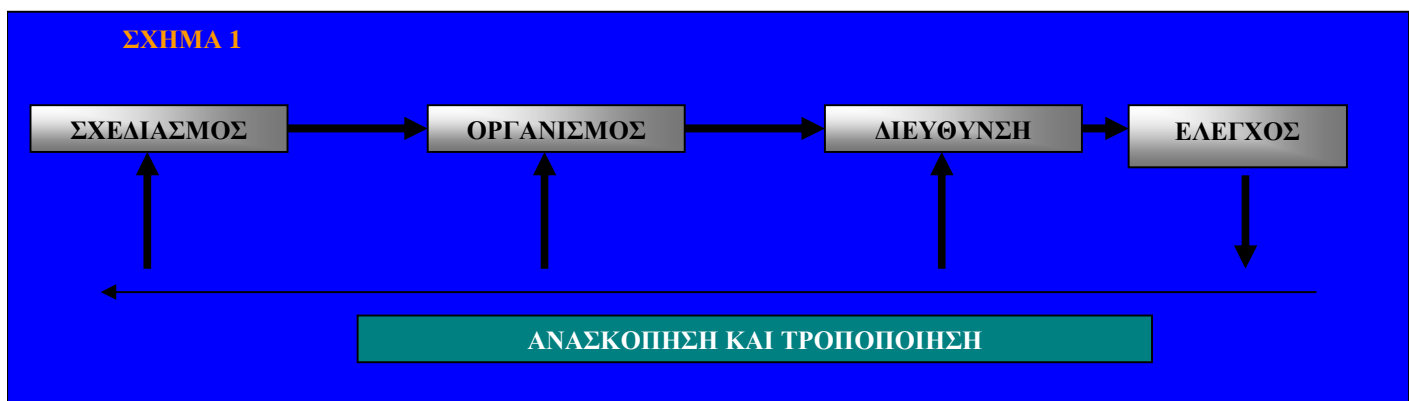 ΣΧΗΜΑ 1
ΣΧΕΔΙΑΣΜΟΣ
ΟΡΓΑΝΙΣΜΟΣ
ΔΙΕΥΘΥΝΣΗ
ΕΛΕΓΧΟΣ
ΑΝΑΣΚΟΠΗΣΗ ΚΑΙ ΤΡΟΠΟΠΟΙΗΣΗ